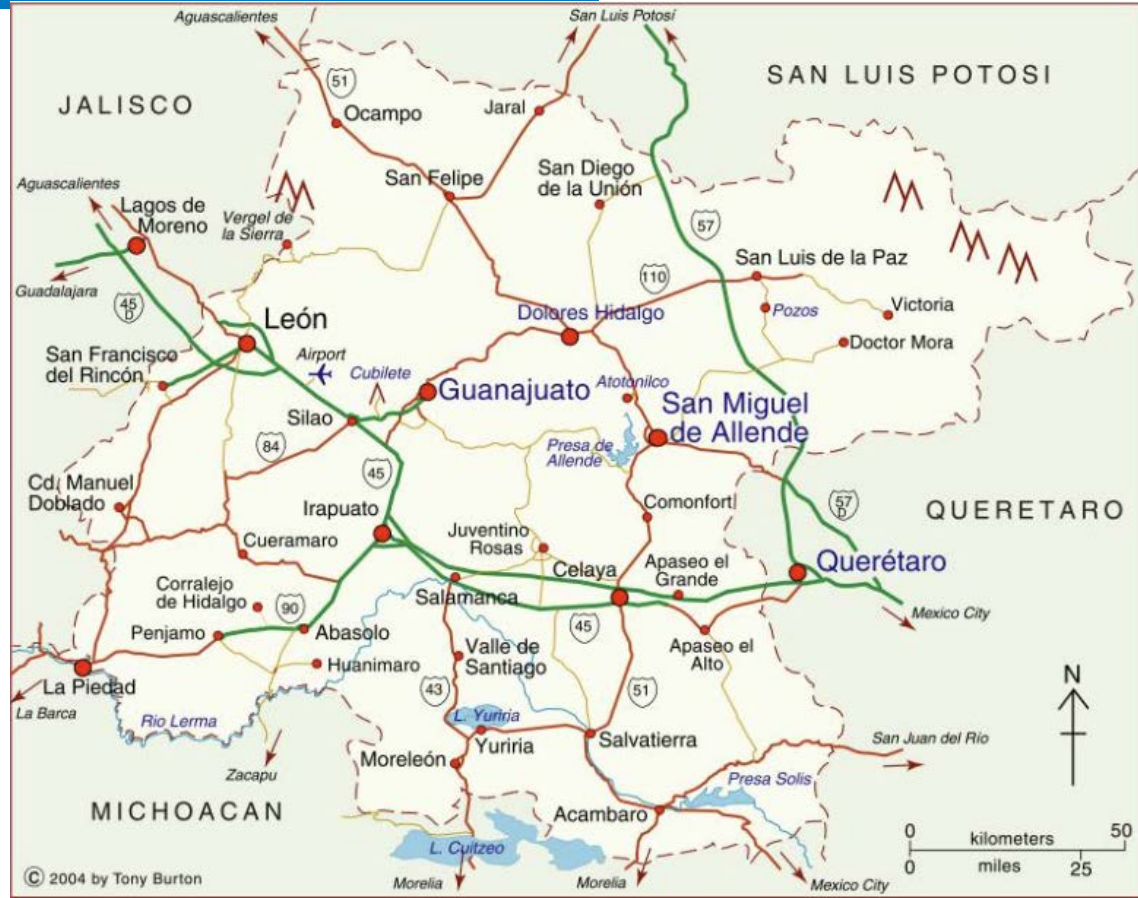 Aguascalientes
San Luis Potosí
SAN LUIS POTOSI
JALISCO
51
Ocampo
Jaral
San Diego
de la Unión
San Felipe
Aguascalientes
Lagos de
Moreno
Vergel de
la Sierra
57
110
San Luis de la Paz
Guadalajara
45
D
Victoria
Pozos
Dolores Hidalgo
León
Doctor Mora
San Francisco
del Rincón
Airport
Cubilete
Guanajuato
Atotonilco
San Miguel
de Allende
Silao
84
45
Presa de
Allende
Cd. Manuel
Doblado
Irapuato
Comonfort
57
D
QUERETARO
Cueramaro
Juventino
Rosas
Celaya
Apaseo el
Grande
Querétaro
Corralejo
de Hidalgo
Salamanca
90
45
Mexico City
Penjamo
Abasolo
Apaseo el
Alto
Valle de
Santiago
Huanimaro
La Piedad
43
51
N
La Barca
Rio Lerma
L. Yuriria
Yuriria
Salvatierra
San Juan del Rio
Moreleón
Zacapu
Presa Solis
MICHOACAN
Acambaro
0 50
kilometers
0 miles 25
L. Cuitzeo
© 2004 by Tony Burton
Morelia
Morelia
Mexico City